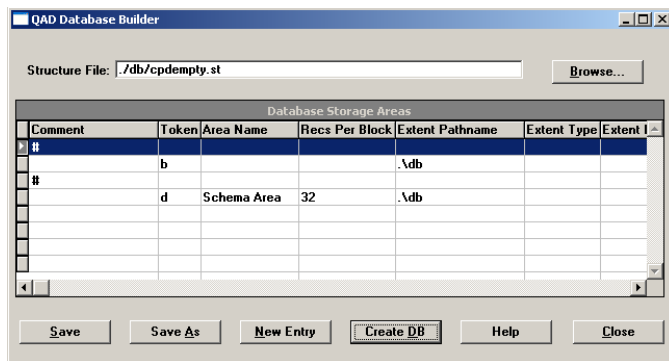 QAD Database Builder
Structure File: ./db/cpdempty.st Browse...
Database Storage Areas
Comment Token Area Name Recs Per Block Extent Pathname Extent Type Extent
#
b .\db
#
d Schema Area 32 .\db
Save Save As New Entry Create DB Help Close